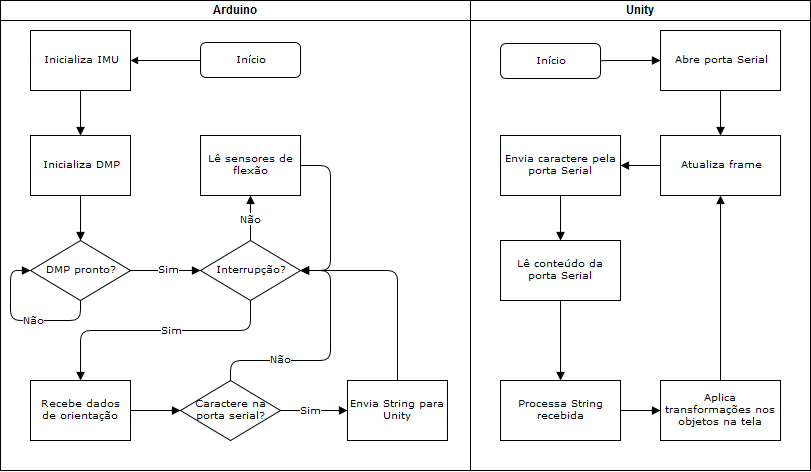 Arduino
Unity
Inicializa IMU
Início
Início
Abre porta Serial
Inicializa DMP
Lê sensores de
flexão
Envia caractere pela
porta Serial
Atualiza frame
Não
DMP pronto?
Sim
Interrupção?
Lê conteúdo da
porta Serial
Não
Sim
Não
Recebe dados
de orientação
Caractere na
porta serial?
Sim
Envia String para
Unity
Processa String
recebida
Aplica
transformações nos
objetos na tela